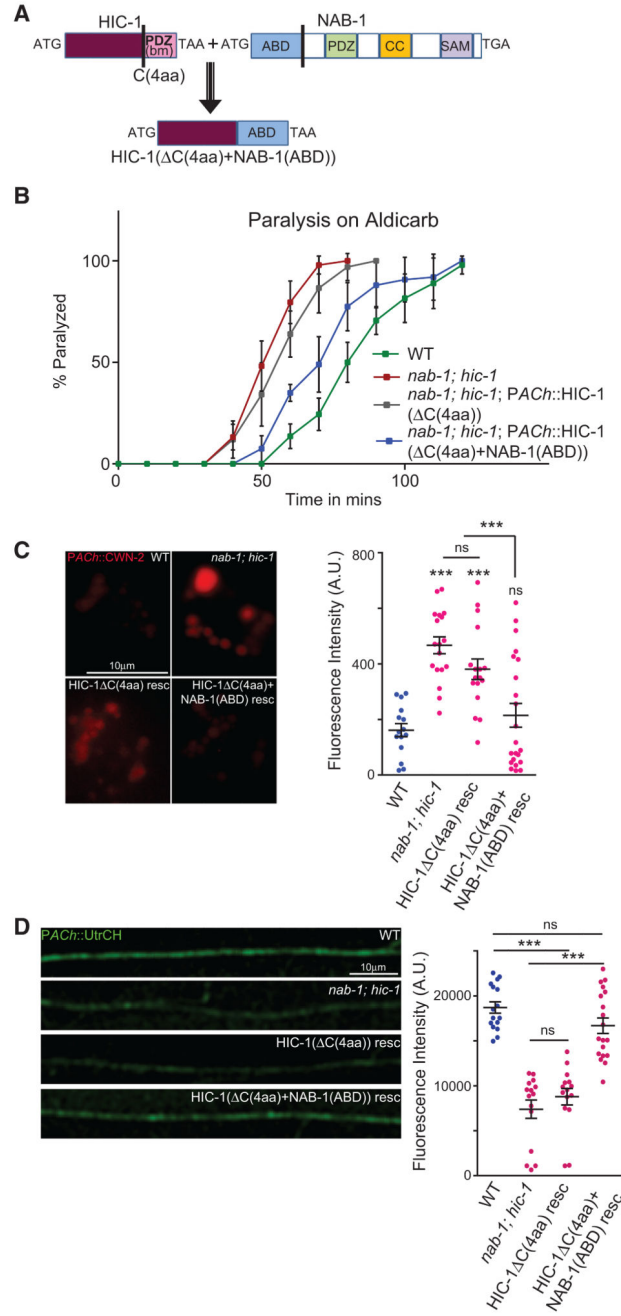 A
HIC-1
NAB-1
ATG
PDZ
(bm)
TAA + ATG
ABD
PDZ
CC
SAM
TGA
C(4aa)
ATG
ABD
TAA
HIC-1(ΔC(4aa)+NAB-1(ABD))
B
Paralysis on Aldicarb
% Paralyzed
100
50
0
0
50
100
Time in mins
WT
nab-1; hic-1
nab-1; hic-1; PACh::HIC-1
(ΔC(4aa))
nab-1; hic-1; PACh::HIC-1
(ΔC(4aa)+NAB-1(ABD))
C
PACh::CWN-2 WT
nab-1; hic-1
10μm
HIC-1ΔC(4aa) resc
HIC-1ΔC(4aa)+
NAB-1(ABD) resc
Fluorescence Intensity (A.U.)
800
400
0
***
ns
***
***
ns
WT
nab-1; hic-1
HIC-1ΔC(4aa) resc
HIC-1ΔC(4aa)+
NAB-1(ABD) resc
D
PACh::UtrCH
WT
10μm
nab-1; hic-1
HIC-1(ΔC(4aa)) resc
HIC-1(ΔC(4aa)+NAB-1(ABD)) resc
Fluorescence Intensity (A.U.)
20000
10000
0
ns
***
***
ns
WT
nab-1; hic-1
HIC-1ΔC(4aa) resc
HIC-1ΔC(4aa)+
NAB-1(ABD) resc